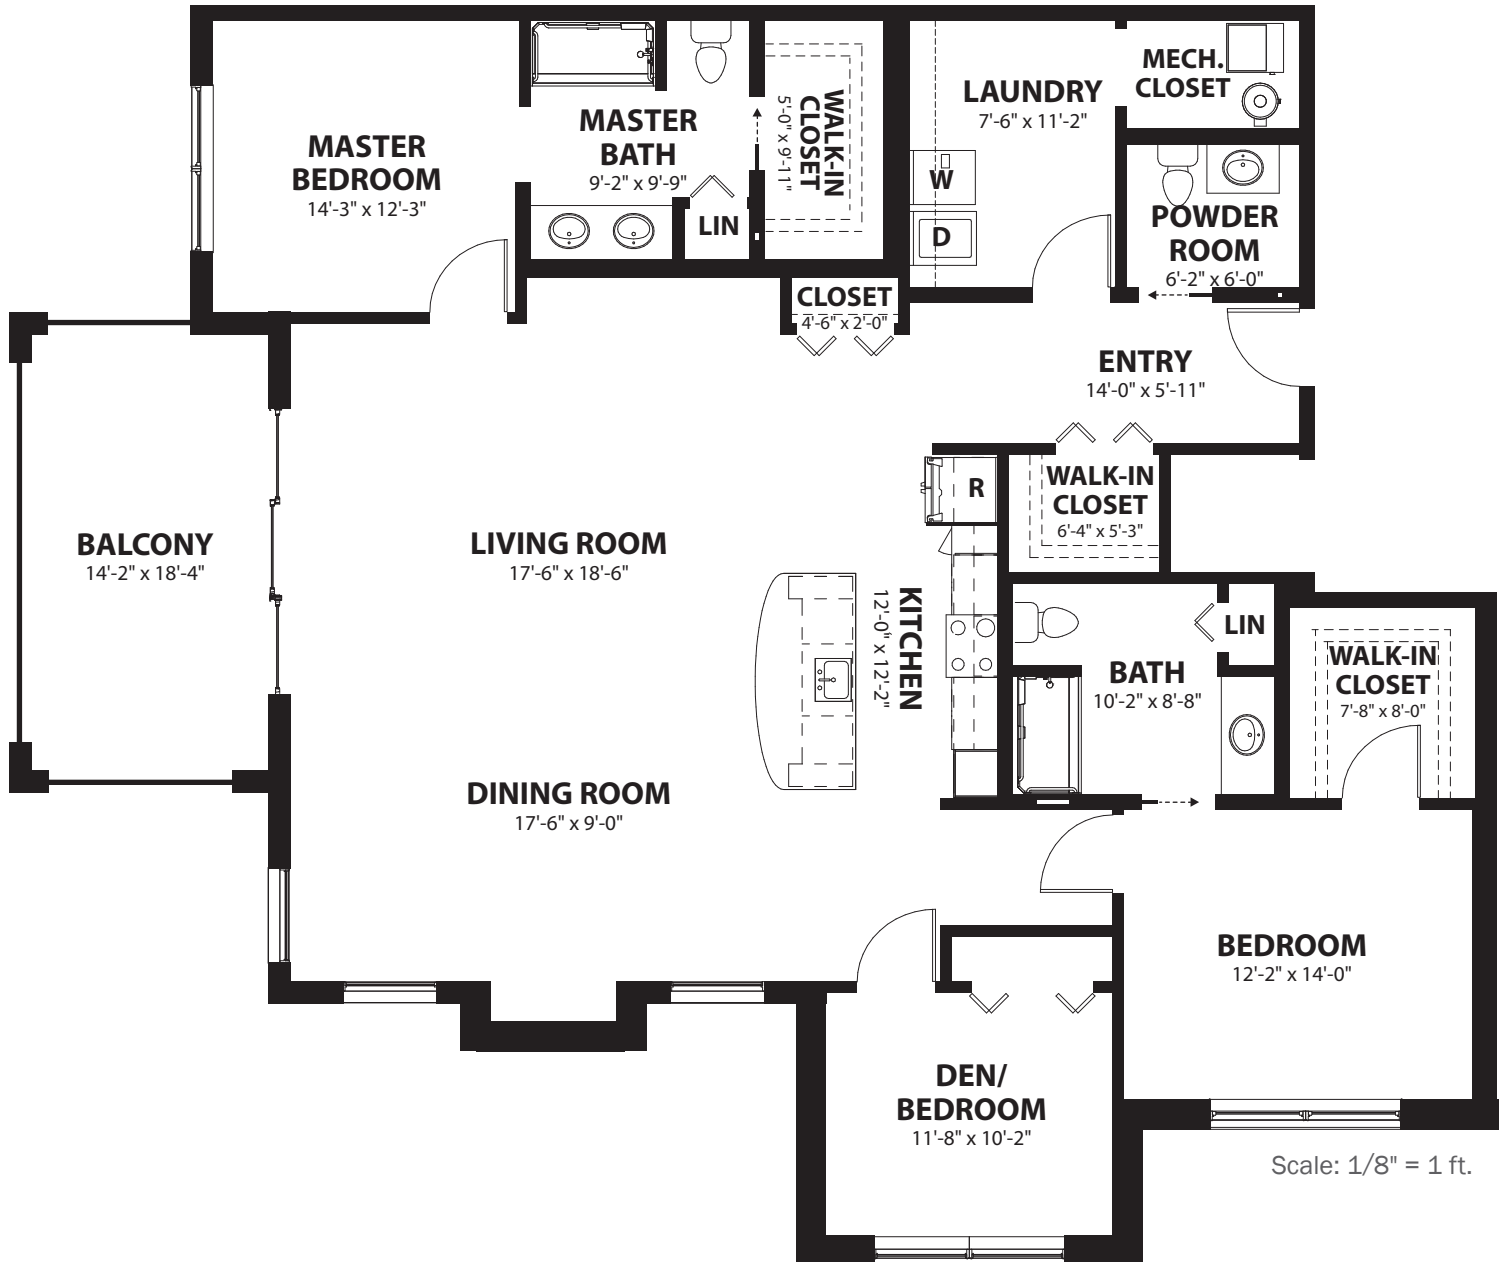 MASTER
BEDROOM
14'-3" x 12'-3"
MASTER
BATH
9'-2" x 9'-9"
LIN
WALK-IN
CLOSET
5'-0" x 9'-11"
LAUNDRY
7'-6" x 11'-2"
W
D
MECH.
CLOSET
POWDER
ROOM
6'-2" x 6'-0"
CLOSET
4'-6" x 2'-0"
ENTRY
14'-0" x 5'-11"
BALCONY
14'-2" x 18'-4"
LIVING ROOM
17'-6" x 18'-6"
R
WALK-IN
CLOSET
6'-4" x 5'-3"
KITCHEN
12'-0" x 12'-2"
BATH
10'-2" x 8'-8"
LIN
WALK-IN
CLOSET
7'-8" x 8'-0"
DINING ROOM
17'-6" x 9'-0"
BEDROOM
12'-2" x 14'-0"
DEN/
BEDROOM
11'-8" x 10'-2"
Scale: 1/8" = 1 ft.